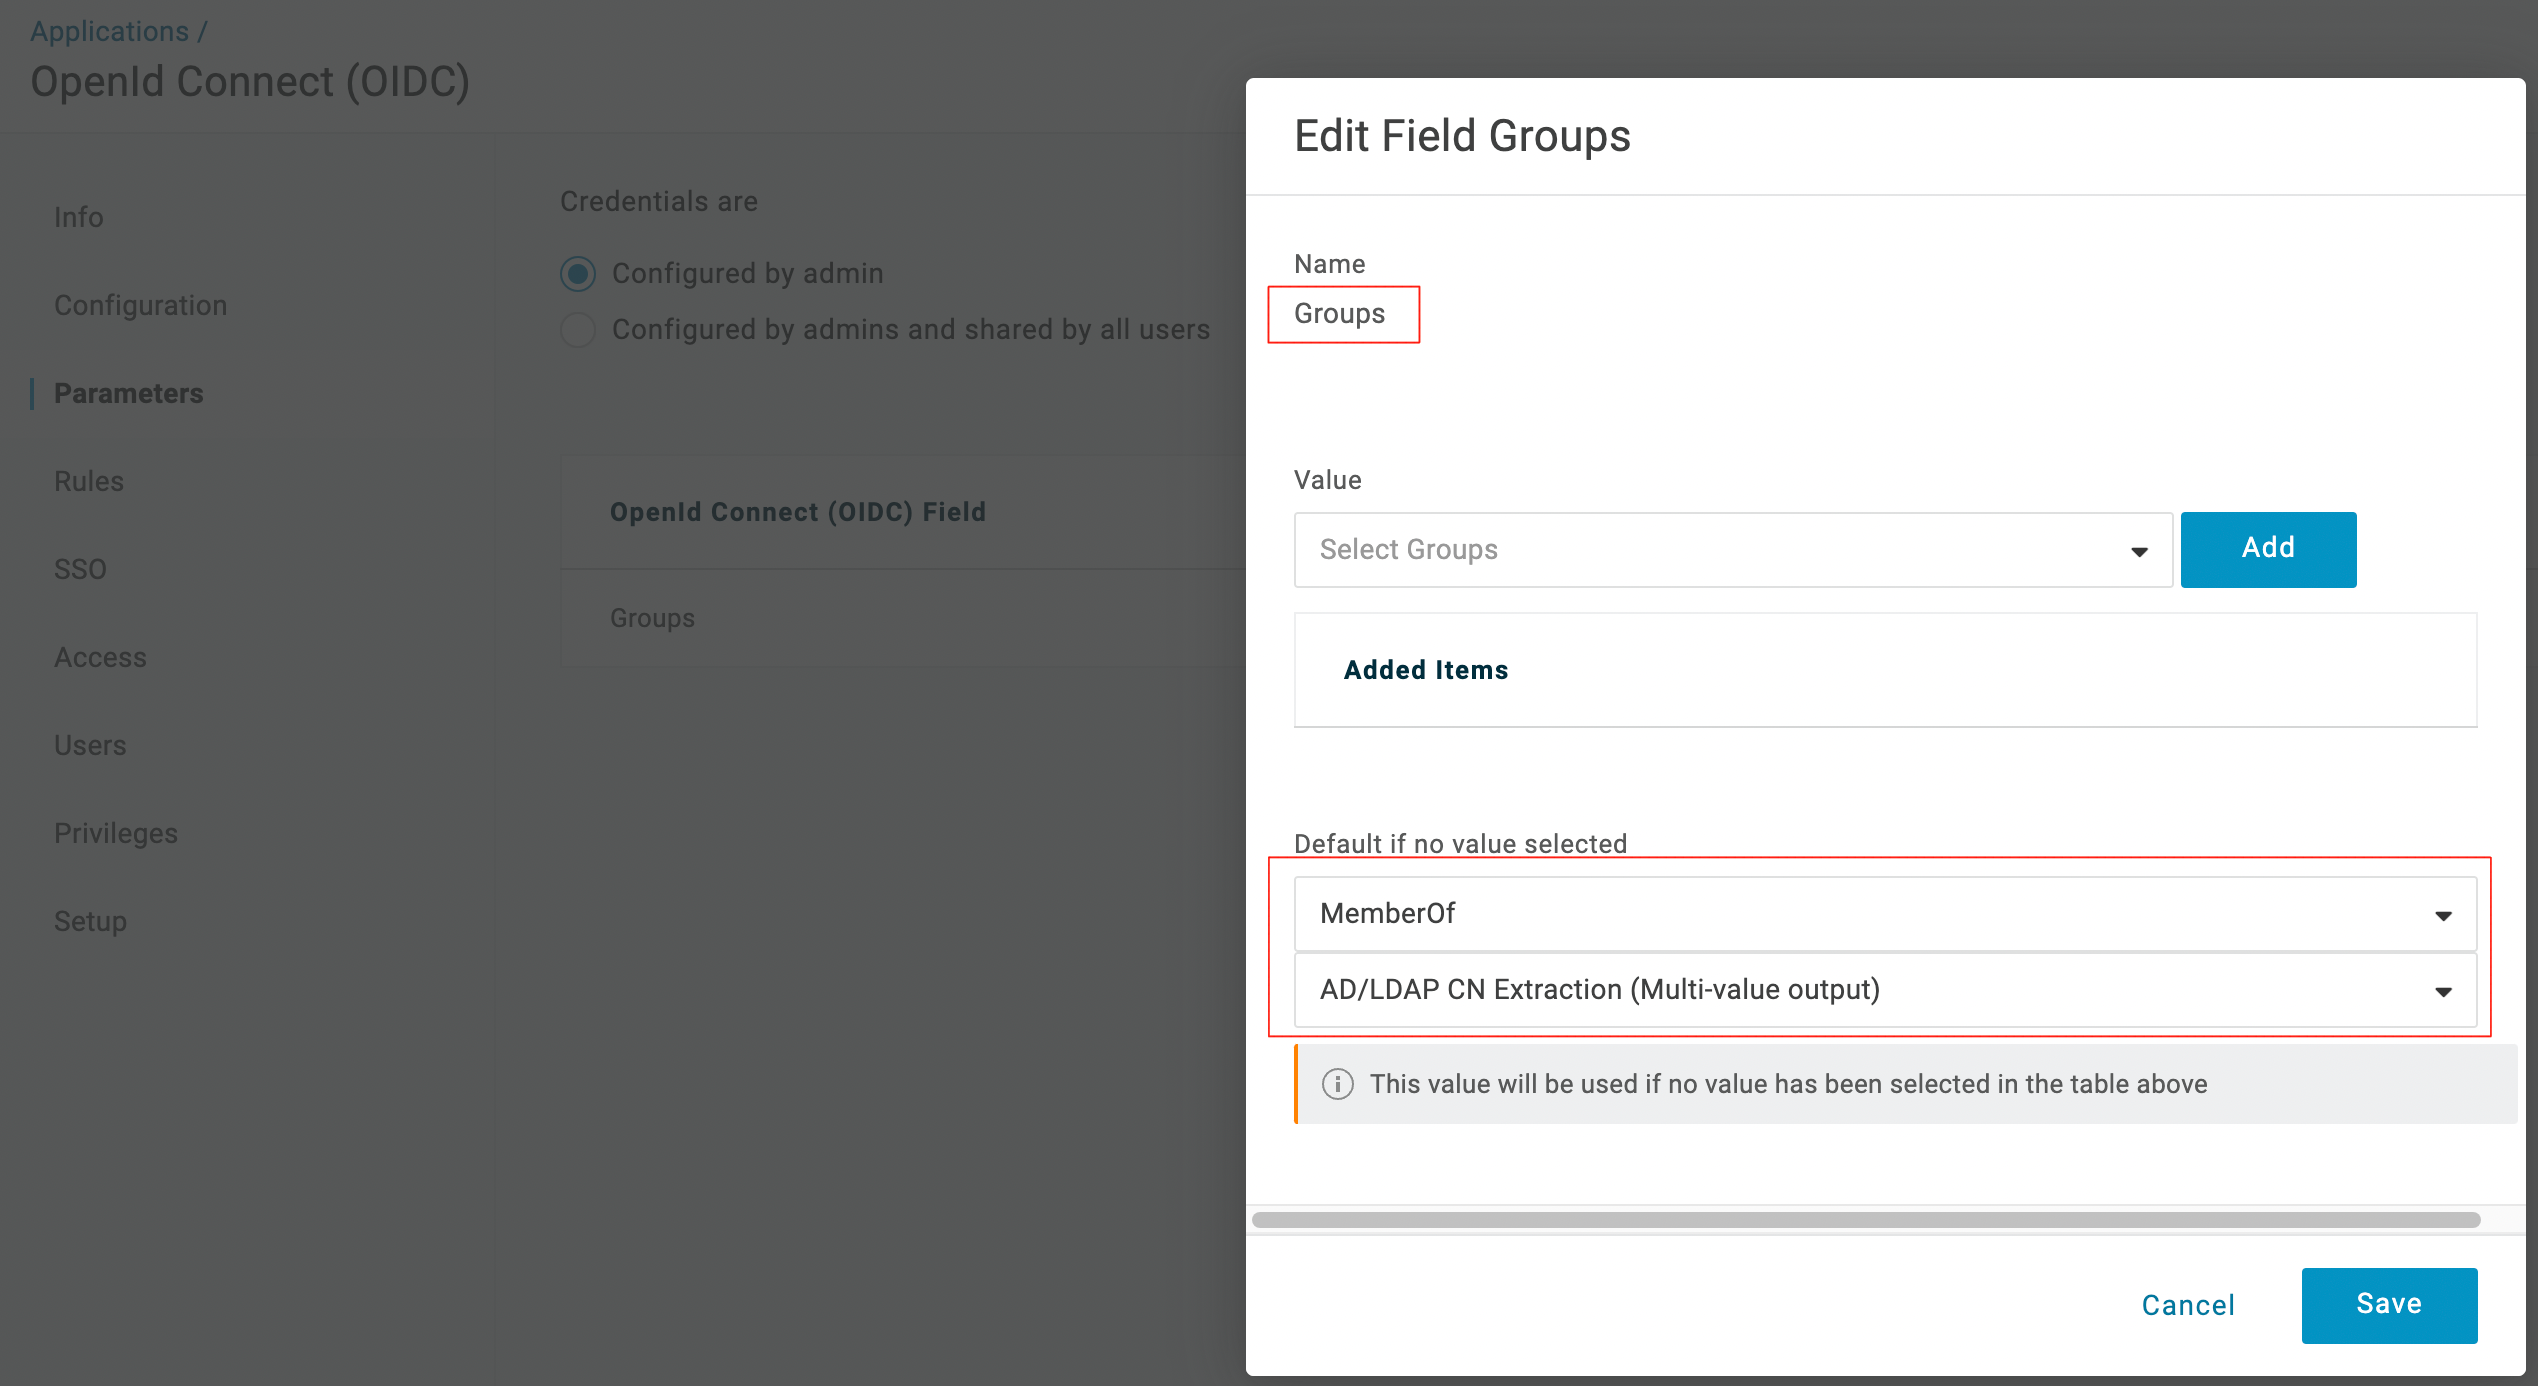 Applications /
OpenId Connect (OIDC)
Info
Configuration
Parameters
Rules
SSO
Access
Users
Privileges
Setup
Credentials are
Configured by admin
Configured by admins and shared by all users
OpenId Connect (OIDC) Field
Groups
Edit Field Groups
Name
Groups
Value
Select Groups
Add
Added Items
Default if no value selected
MemberOf
AD/LDAP CN Extraction (Multi-value output)
This value will be used if no value has been selected in the table above
Cancel
Save